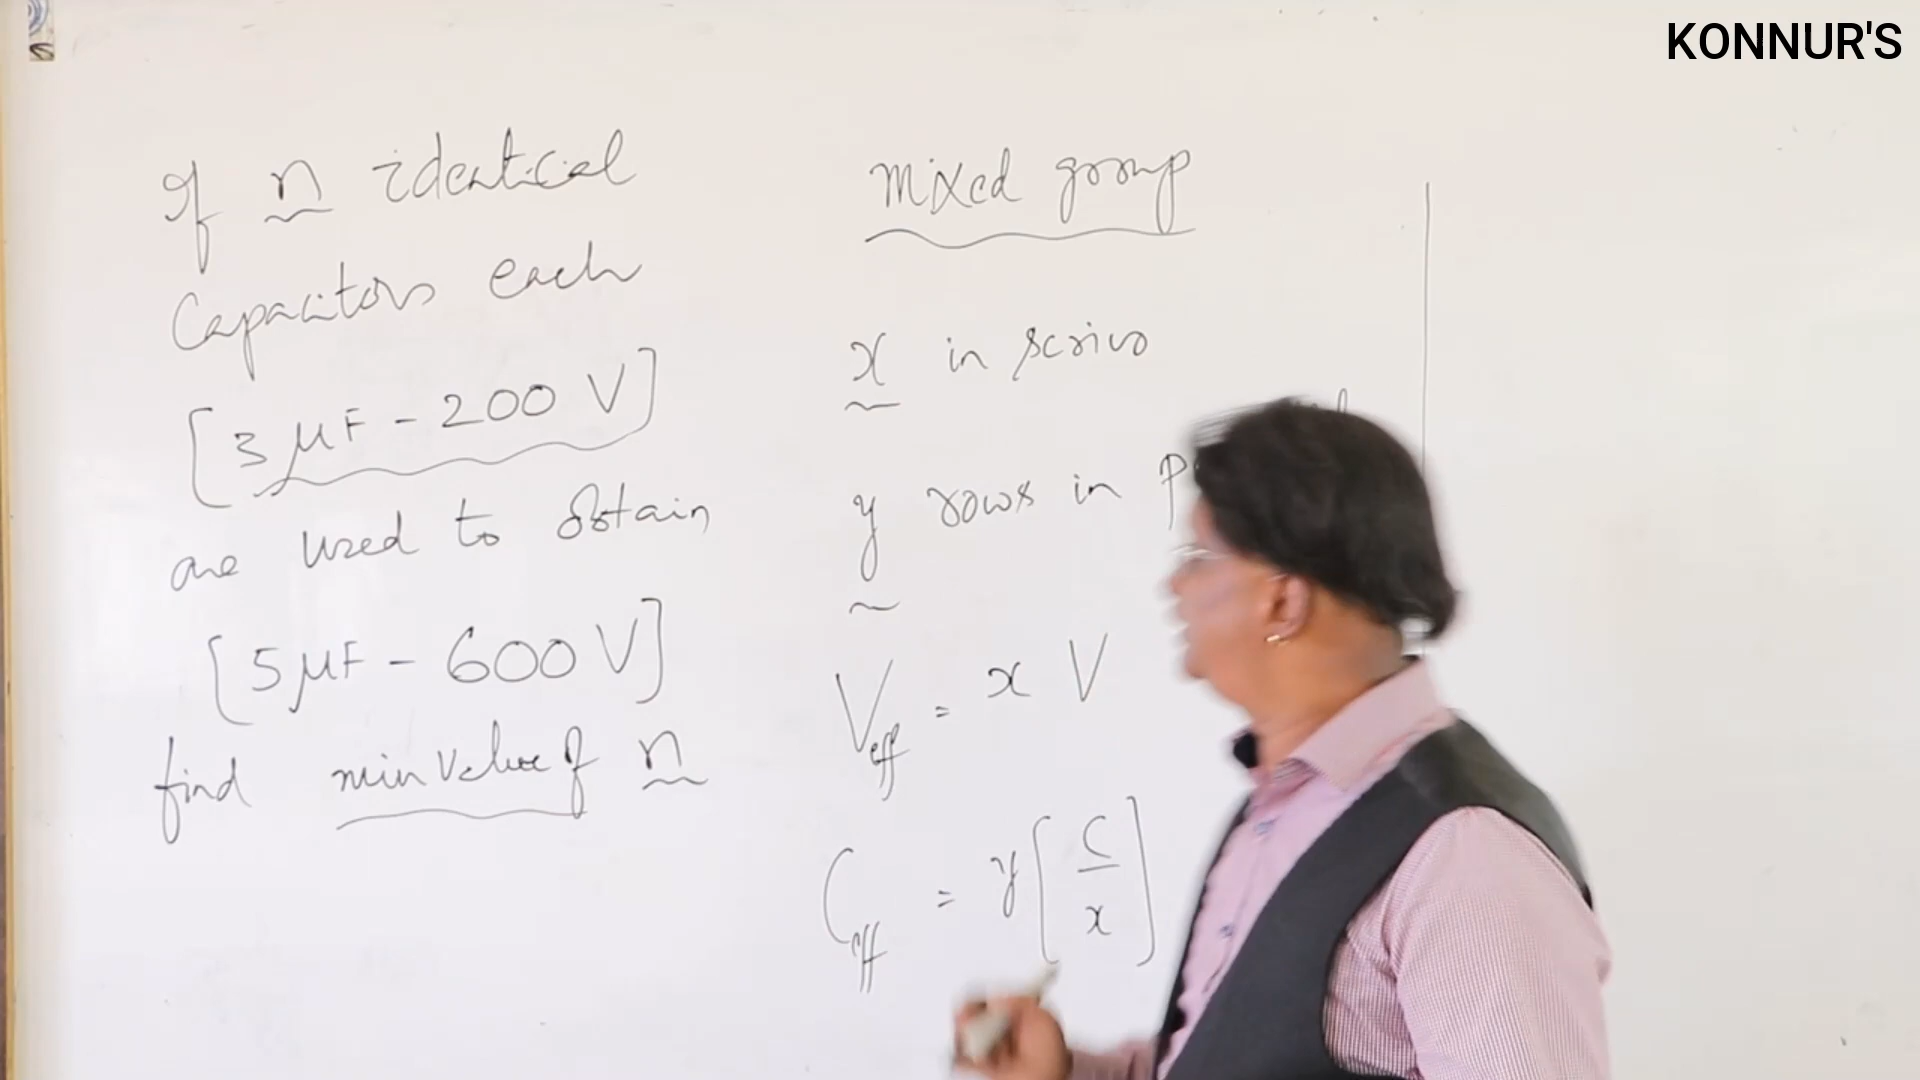 KONNUR'S
If n identical
Capacitors each
[3 μF - 200 V]
are used to obtain
[5 μF - 600 V]
find min value of n
mixed group
x in series
y rows in
V_eff = x V
C_eff = y [C/x]